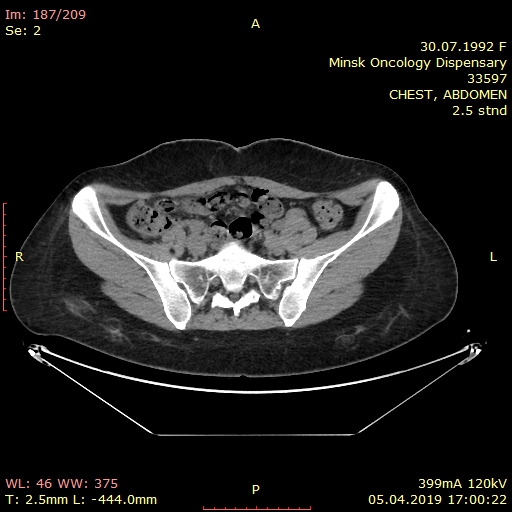 Im: 187/209
Se: 2
A
30.07.1992 F
Minsk Oncology Dispensary
33597
CHEST, ABDOMEN
2.5 stnd
R
L
WL: 46 WW: 375
T: 2.5mm L: -444.0mm
P
399mA 120kV
05.04.2019 17:00:22